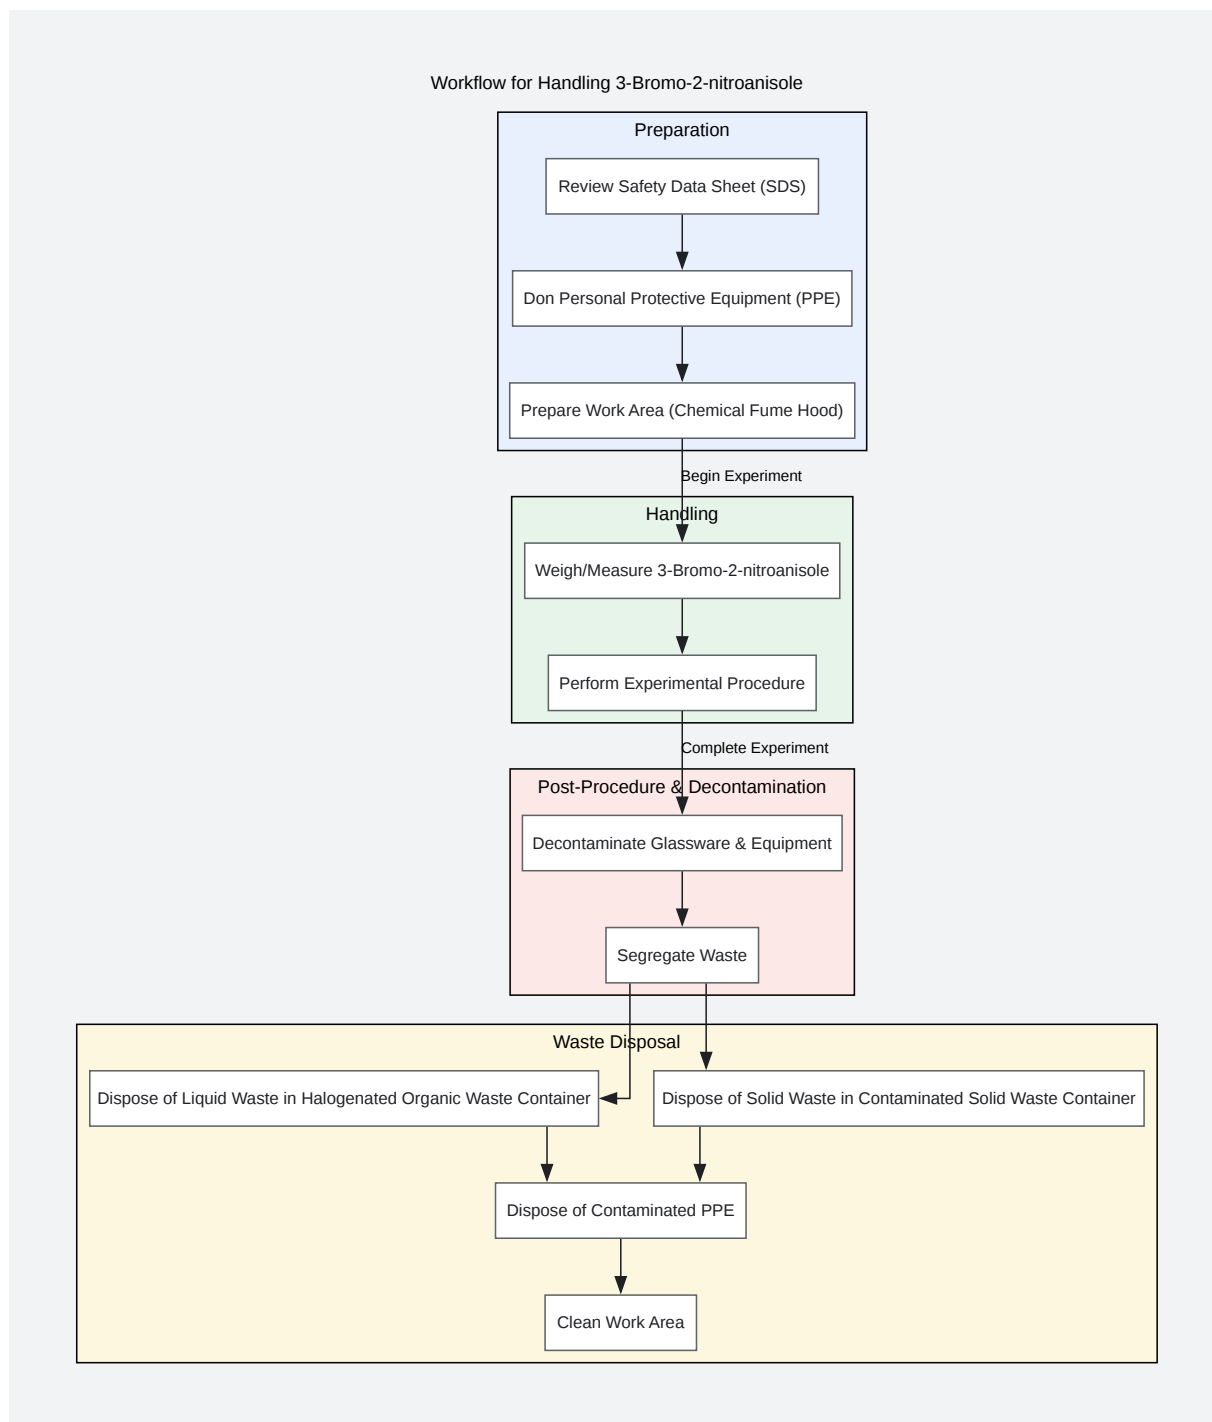 Workflow for Handling 3-Bromo-2-nitroanisole
Preparation
Review Safety Data Sheet (SDS)
Don Personal Protective Equipment (PPE)
Prepare Work Area (Chemical Fume Hood)
Begin Experiment
Handling
Weigh/Measure 3-Bromo-2-nitroanisole
Perform Experimental Procedure
Complete Experiment
Post-Procedure & Decontamination
Decontaminate Glassware & Equipment
Segregate Waste
Waste Disposal
Dispose of Liquid Waste in Halogenated Organic Waste Container
Dispose of Solid Waste in Contaminated Solid Waste Container
Dispose of Contaminated PPE
Clean Work Area